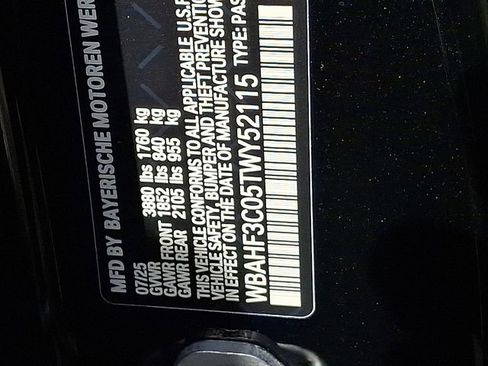 MFD BY BAYERISCHE MOTOREN WER
07/25
GVWR 3880 lbs 1760 kg
GAWR FRONT 1852 lbs 840 kg
GAWR REAR 2105 lbs 955 kg
THIS VEHICLE CONFORMS TO ALL APPLICABLE U.S.F
VEHICLE SAFETY, BUMPER AND THEFT PREVENTION
IN EFFECT ON THE DATE OF MANUFACTURE SHOW
WBAHF3C05TWY52115 TYPE: PAS